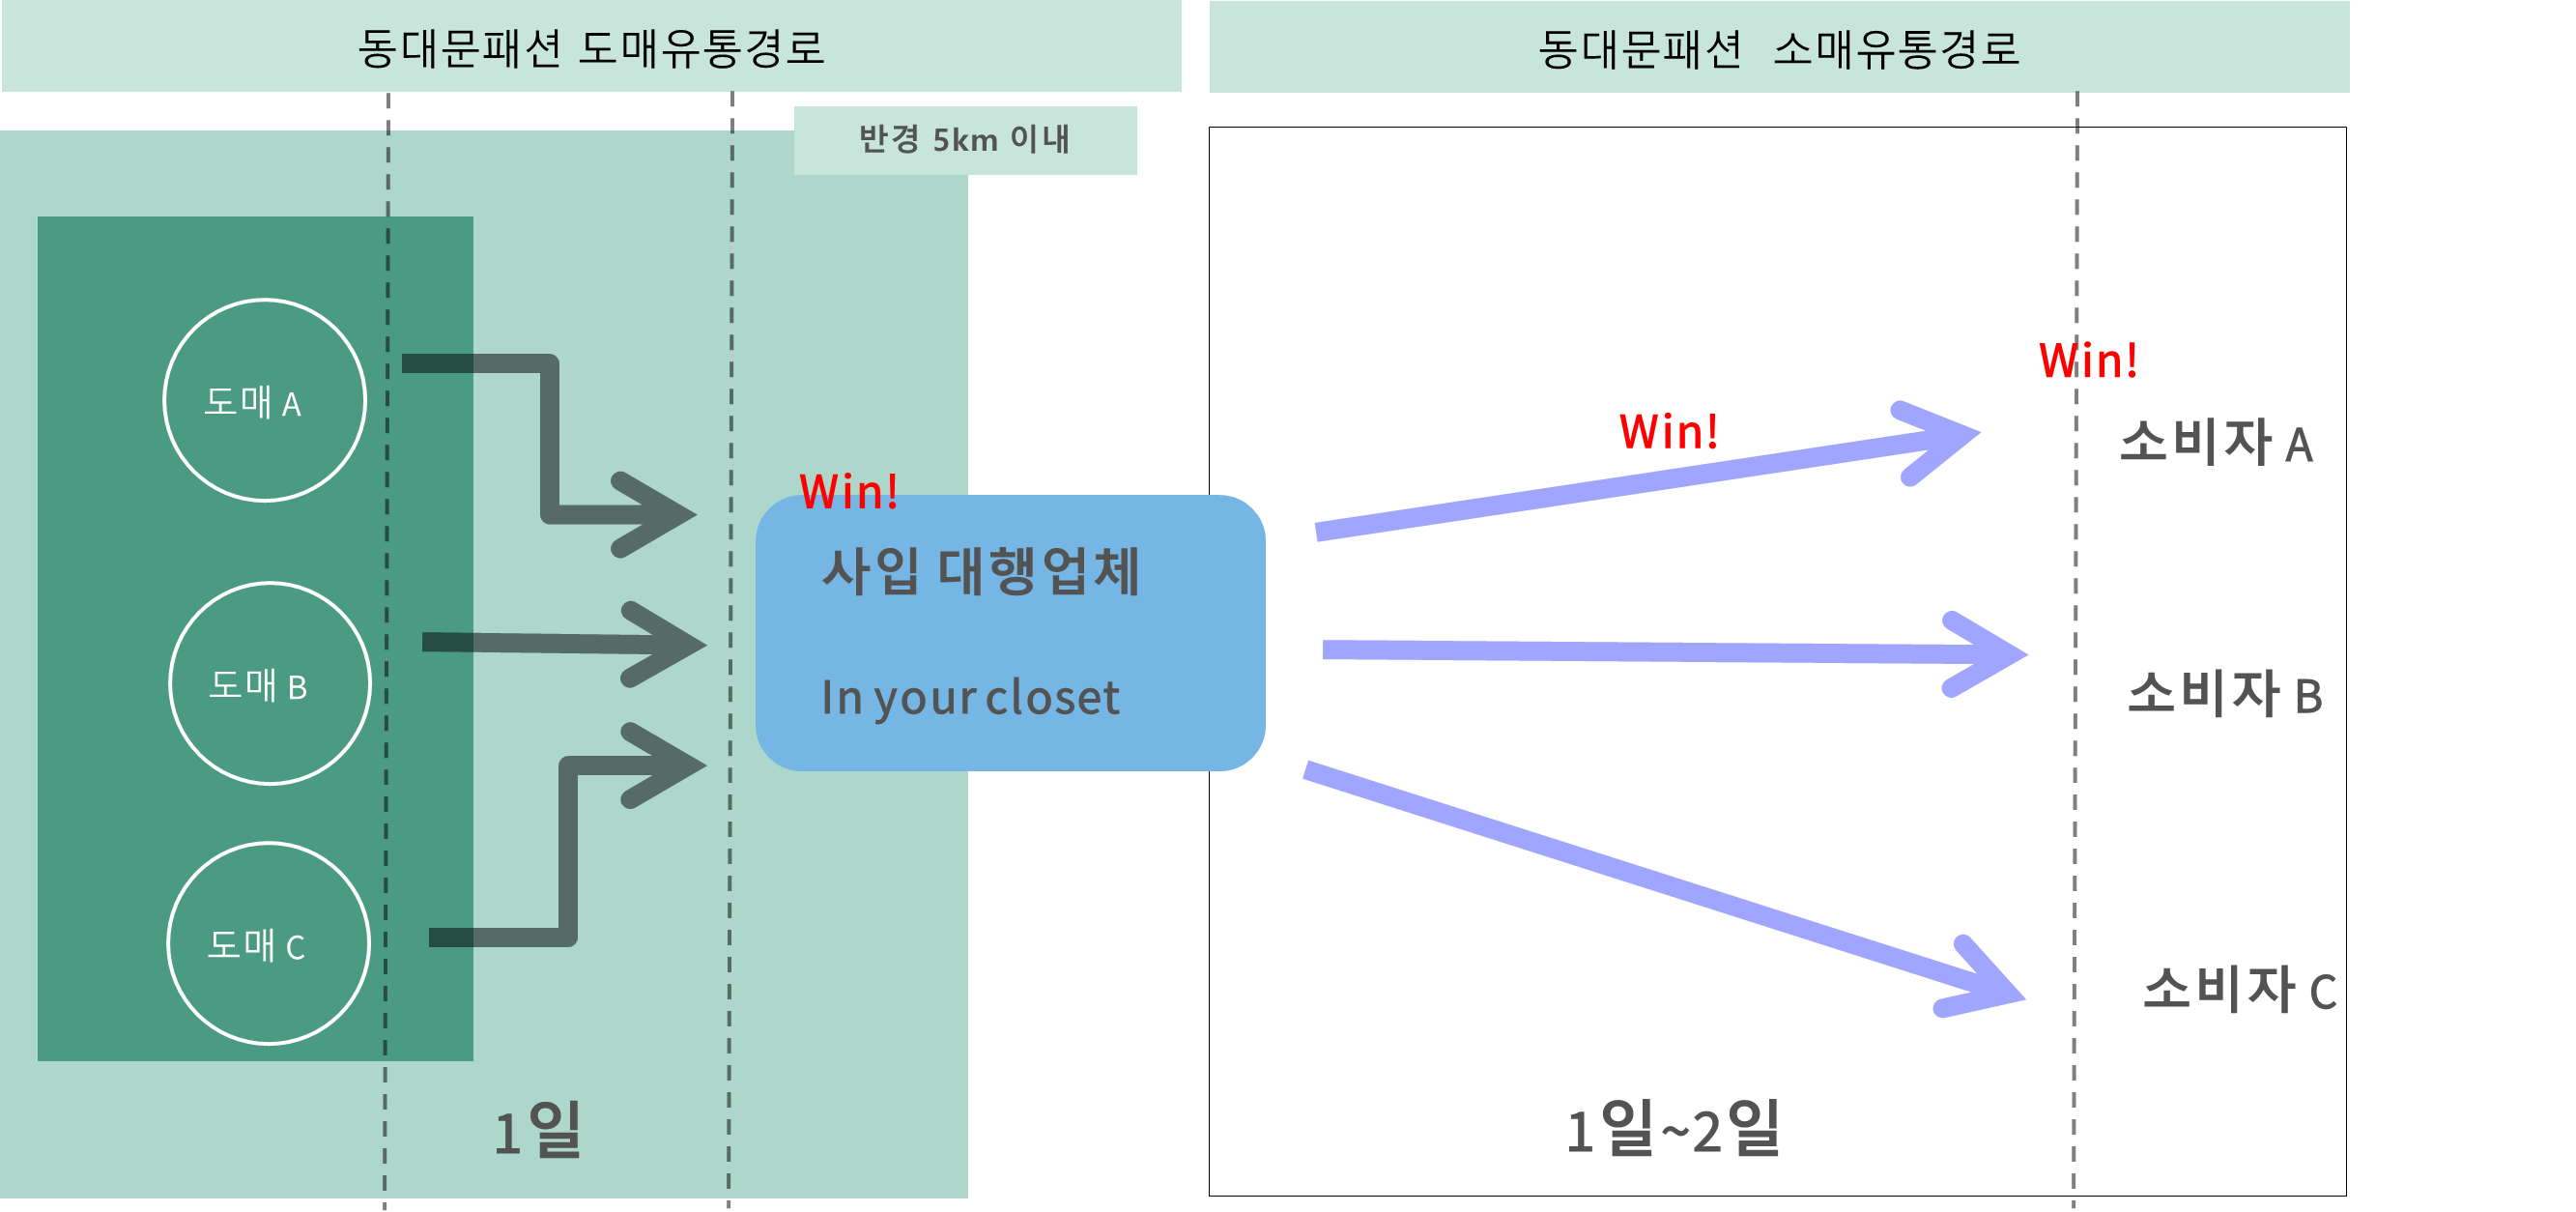 동대문패션 도매유통경로
동대문패션 소매유통경로
반경 5km 이내
도매 A
도매 B
도매 C
Win!
사입 대행업체
In your closet
Win!
Win!
소비자 A
소비자 B
소비자 C
1일
1일~2일